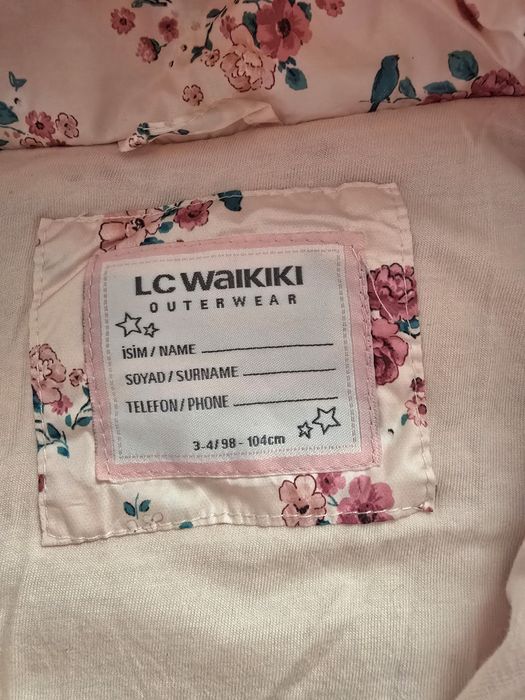 LC WAIKIKI
OUTERWEAR
İSİM / NAME
SOYAD / SURNAME
TELEFON / PHONE
3-4 / 98 - 104cm